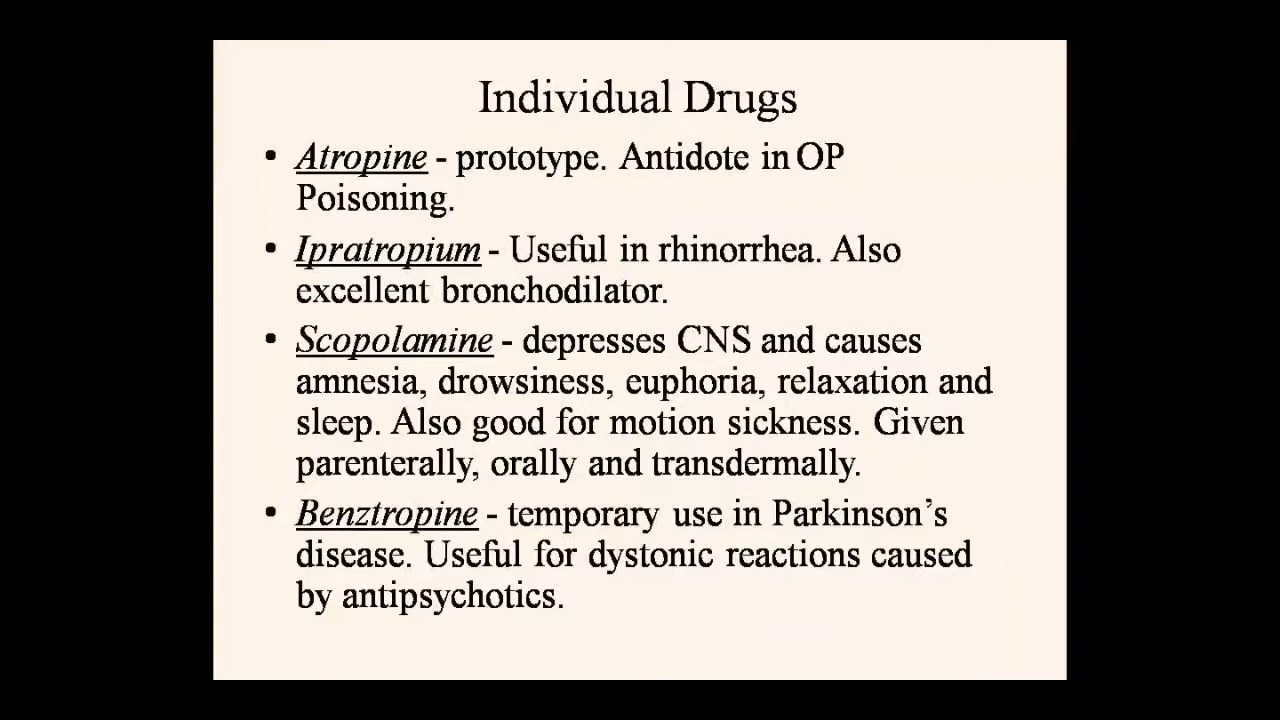 Individual Drugs
• Atropine - prototype. Antidote in OP
Poisoning.
• Ipratropium - Useful in rhinorrhea. Also
excellent bronchodilator.
• Scopolamine - depresses CNS and causes
amnesia, drowsiness, euphoria, relaxation and
sleep. Also good for motion sickness. Given
parenterally, orally and transdermally.
• Benztropine - temporary use in Parkinson’s
disease. Useful for dystonic reactions caused
by antipsychotics.